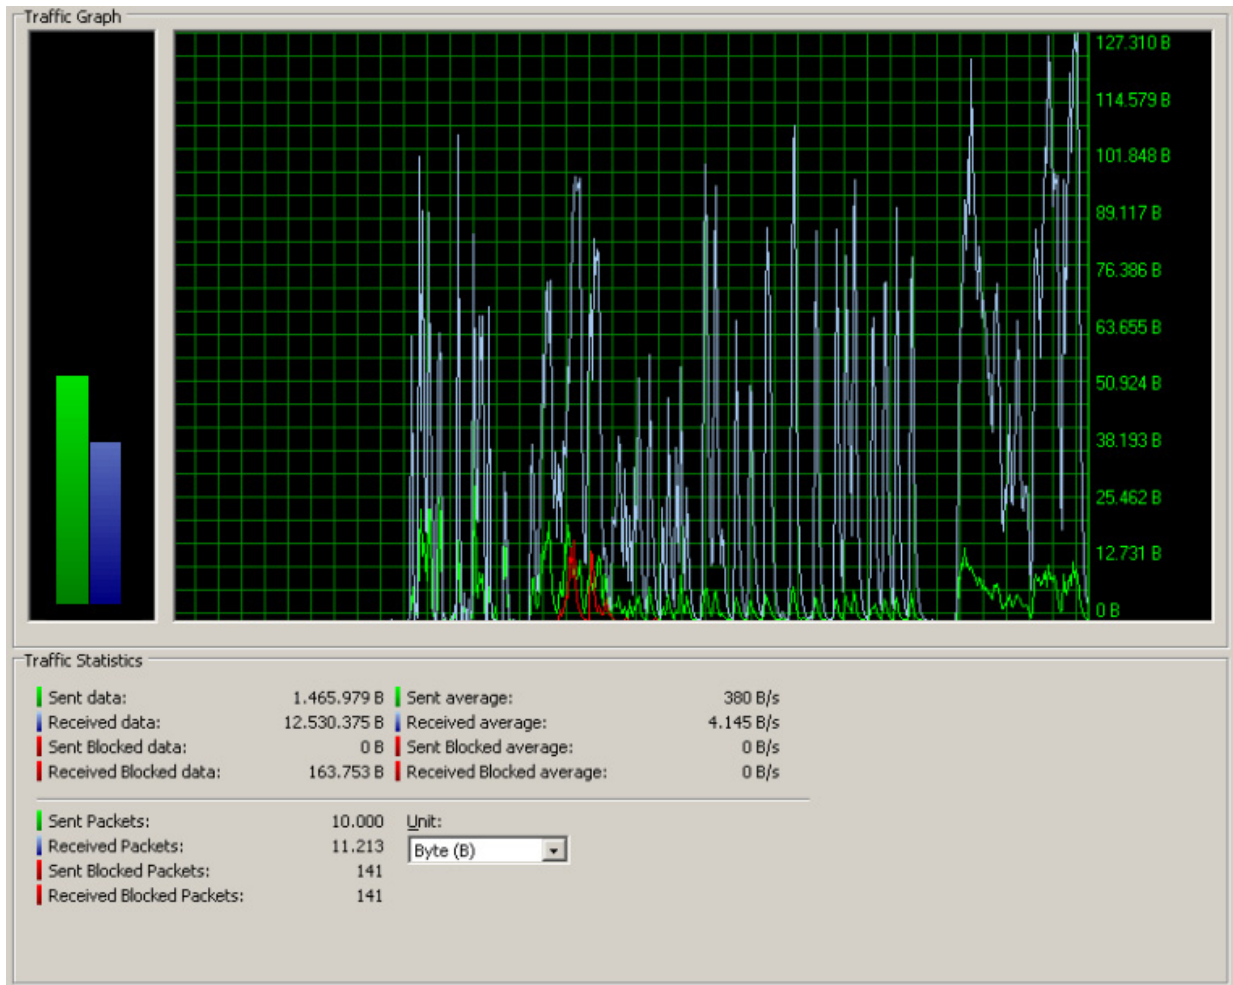 Traffic Graph
127.310 B
114.579 B
101.848 B
89.117 B
76.386 B
63.655 B
50.924 B
38.193 B
25.462 B
12.731 B
0 B
Traffic Statistics
Sent data: 1.465.979 B Sent average: 380 B/s
Received data: 12.530.375 B Received average: 4.145 B/s
Sent Blocked data: 0 B Sent Blocked average: 0 B/s
Received Blocked data: 163.753 B Received Blocked average: 0 B/s
Sent Packets: 10.000 Unit:
Received Packets: 11.213 Byte (B)
Sent Blocked Packets: 141
Received Blocked Packets: 141